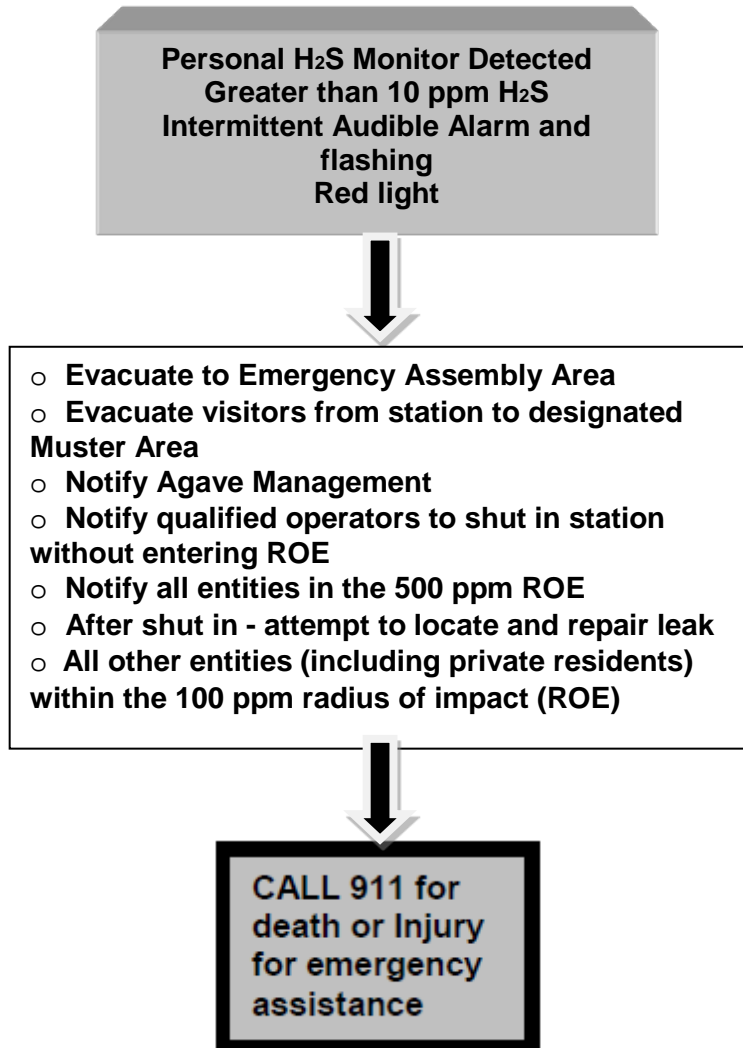 Personal H₂S Monitor Detected
Greater than 10 ppm H₂S
Intermittent Audible Alarm and
flashing
Red light
o Evacuate to Emergency Assembly Area
o Evacuate visitors from station to designated
Muster Area
o Notify Agave Management
o Notify qualified operators to shut in station
without entering ROE
o Notify all entities in the 500 ppm ROE
o After shut in - attempt to locate and repair leak
o All other entities (including private residents)
within the 100 ppm radius of impact (ROE)
CALL 911 for
death or Injury
for emergency
assistance